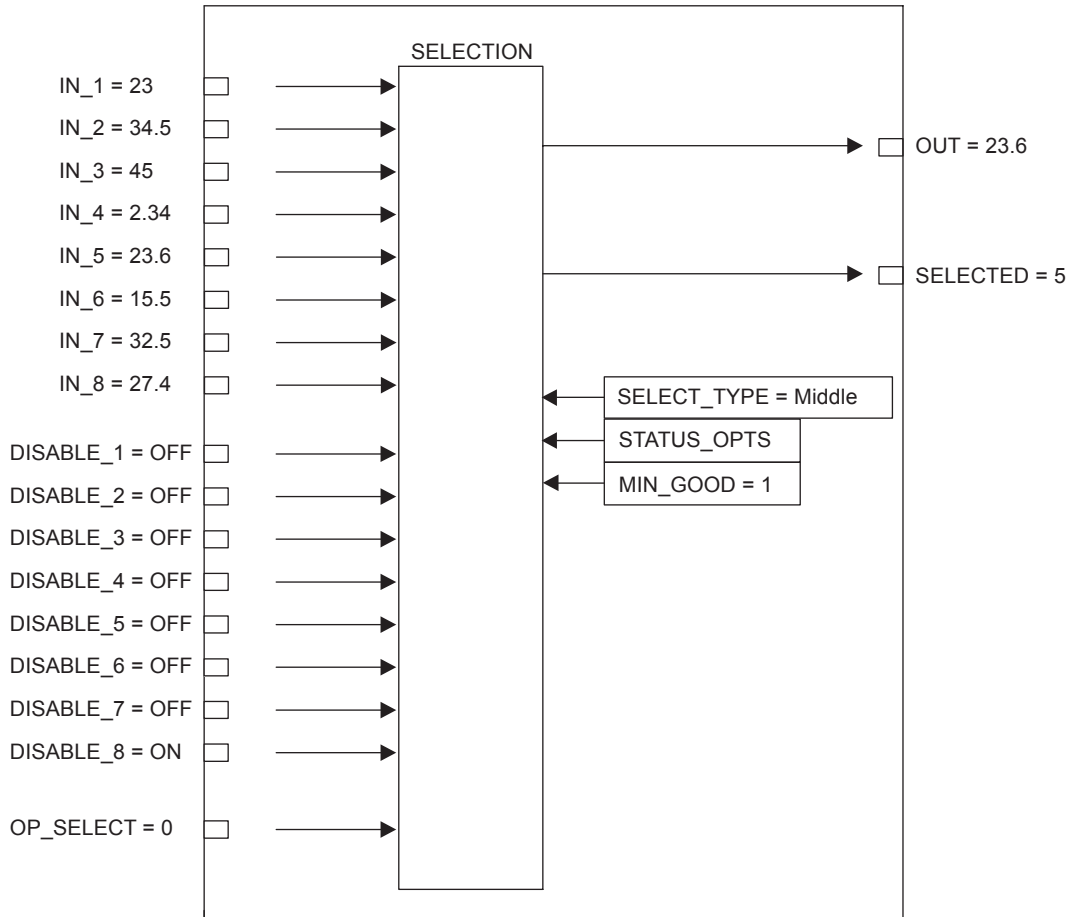 SELECTION
IN_1 = 23
IN_2 = 34.5
IN_3 = 45
IN_4 = 2.34
IN_5 = 23.6
IN_6 = 15.5
IN_7 = 32.5
IN_8 = 27.4
DISABLE_1 = OFF
DISABLE_2 = OFF
DISABLE_3 = OFF
DISABLE_4 = OFF
DISABLE_5 = OFF
DISABLE_6 = OFF
DISABLE_7 = OFF
DISABLE_8 = ON
OP_SELECT = 0
OUT = 23.6
SELECTED = 5
SELECT_TYPE = Middle
STATUS_OPTS
MIN_GOOD = 1